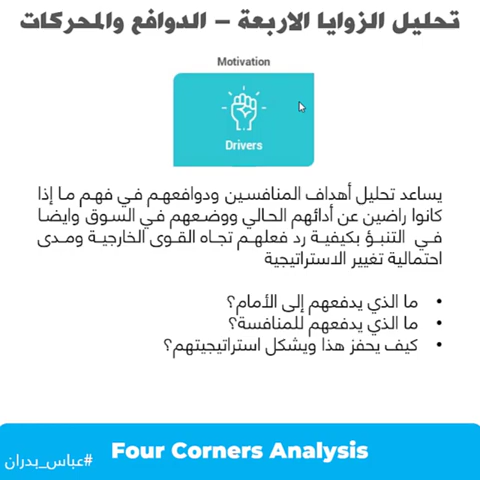 تحليل الزوايا الاربعة – الدوافع والمحركات
Motivation
Drivers
يساعد تحليل أهداف المنافسين ودوافعهم في فهم ما إذا
كانوا راضين عن أدائهم الحالي ووضعهم في السوق وايضا
في التنبؤ بكيفية رد فعلهم تجاه القوى الخارجية ومدى
احتمالية تغيير الاستراتيجية
• ما الذي يدفعهم إلى الأمام؟
• ما الذي يدفعهم للمنافسة؟
• كيف يحفز هذا ويشكل استراتيجيتهم؟
Four Corners Analysis
#عباس_بدران